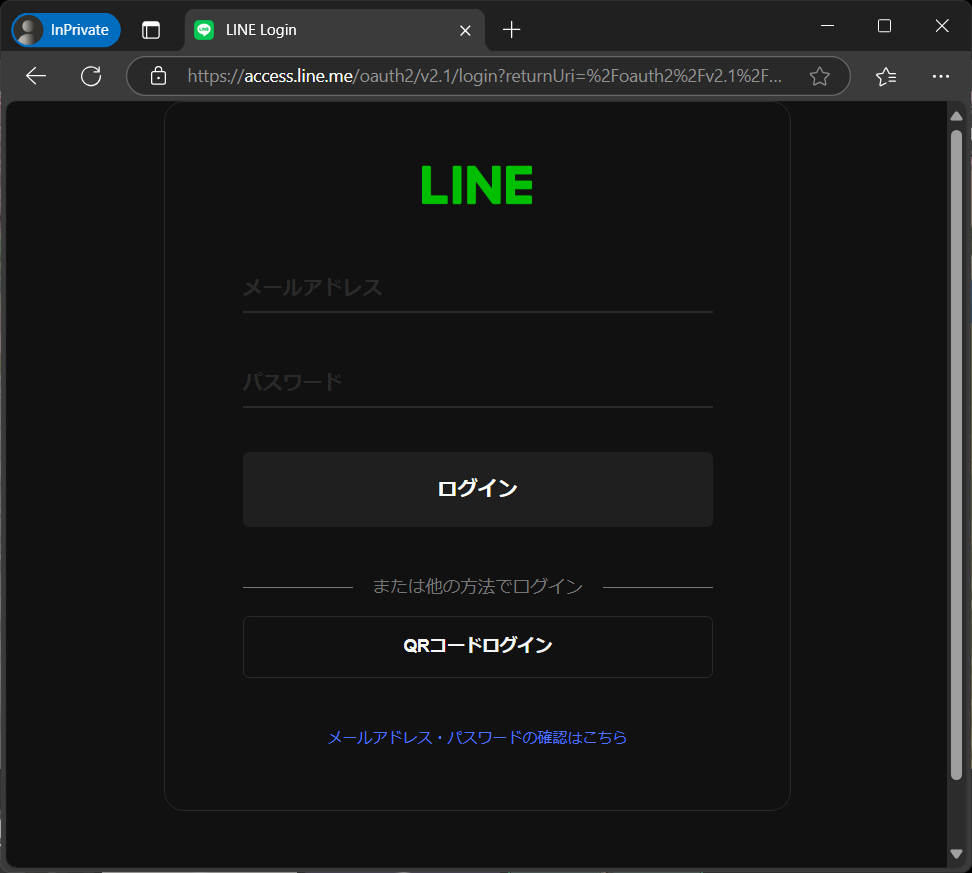 InPrivate
LINE Login
https://access.line.me/oauth2/v2.1/login?returnUri=%2Foauth2%2Fv2.1%2F...
LINE
メールアドレス
パスワード
ログイン
または他の方法でログイン
QRコードログイン
メールアドレス・パスワードの確認はこちら